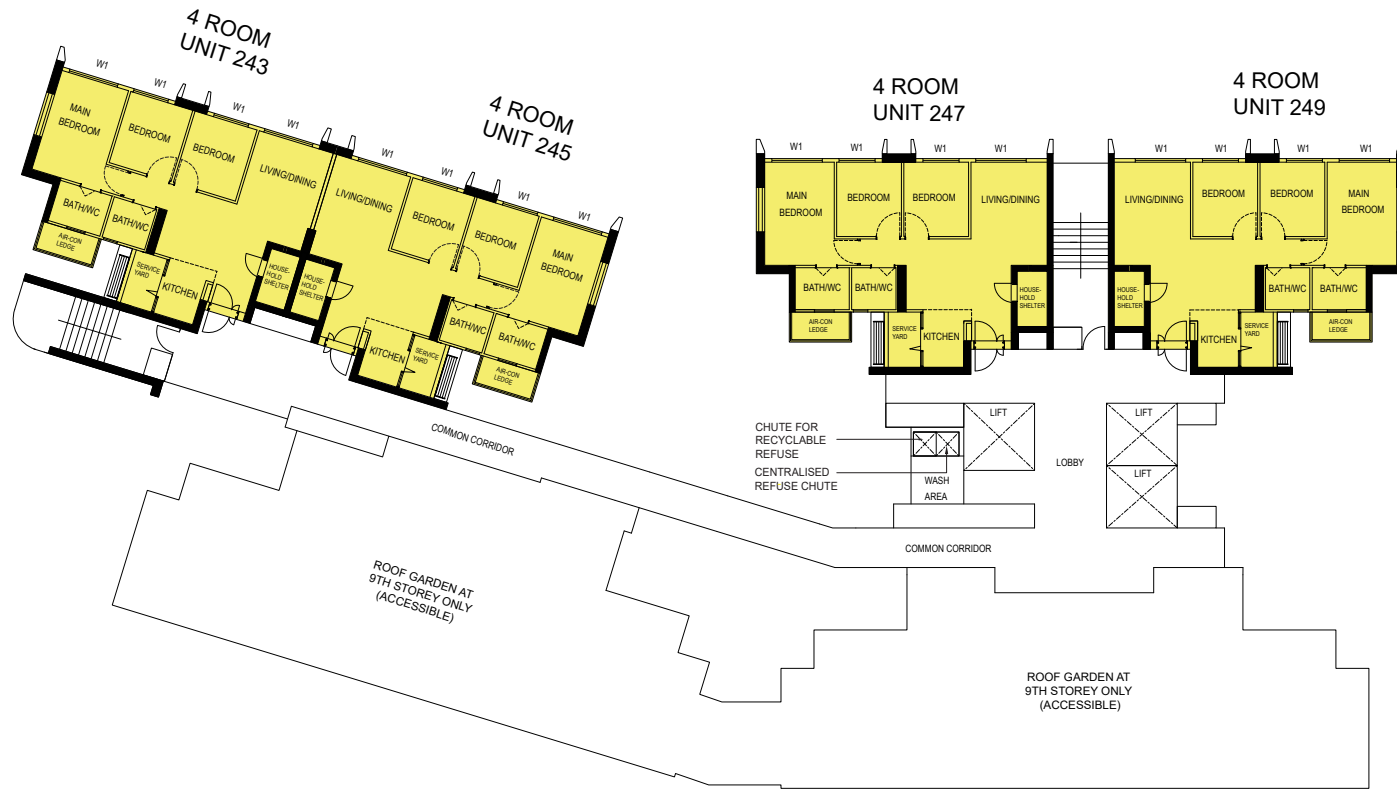 4 ROOM
UNIT 243
W1
W1
W1
W1
MAIN
BEDROOM
BEDROOM
BEDROOM
LIVING/DINING
BATH/WC
BATH/WC
AIR-CON
LEDGE
SERVICE
YARD
KITCHEN
HOUSE-
HOLD
SHELTER
4 ROOM
UNIT 245
W1
W1
W1
W1
LIVING/DINING
BEDROOM
BEDROOM
MAIN
BEDROOM
HOUSE-
HOLD
SHELTER
BATH/WC
BATH/WC
KITCHEN
SERVICE
YARD
AIR-CON
LEDGE
4 ROOM
UNIT 247
W1
W1
W1
W1
MAIN
BEDROOM
BEDROOM
BEDROOM
LIVING/DINING
BATH/WC
BATH/WC
AIR-CON
LEDGE
SERVICE
YARD
KITCHEN
HOUSE-
HOLD
SHELTER
4 ROOM
UNIT 249
W1
W1
W1
W1
LIVING/DINING
BEDROOM
BEDROOM
MAIN
BEDROOM
HOUSE-
HOLD
SHELTER
BATH/WC
BATH/WC
KITCHEN
SERVICE
YARD
AIR-CON
LEDGE
COMMON CORRIDOR
CHUTE FOR
RECYCLABLE
REFUSE
CENTRALISED
REFUSE CHUTE
WASH
AREA
LIFT
LOBBY
LIFT
LIFT
COMMON CORRIDOR
ROOF GARDEN AT
9TH STOREY ONLY
(ACCESSIBLE)
ROOF GARDEN AT
9TH STOREY ONLY
(ACCESSIBLE)